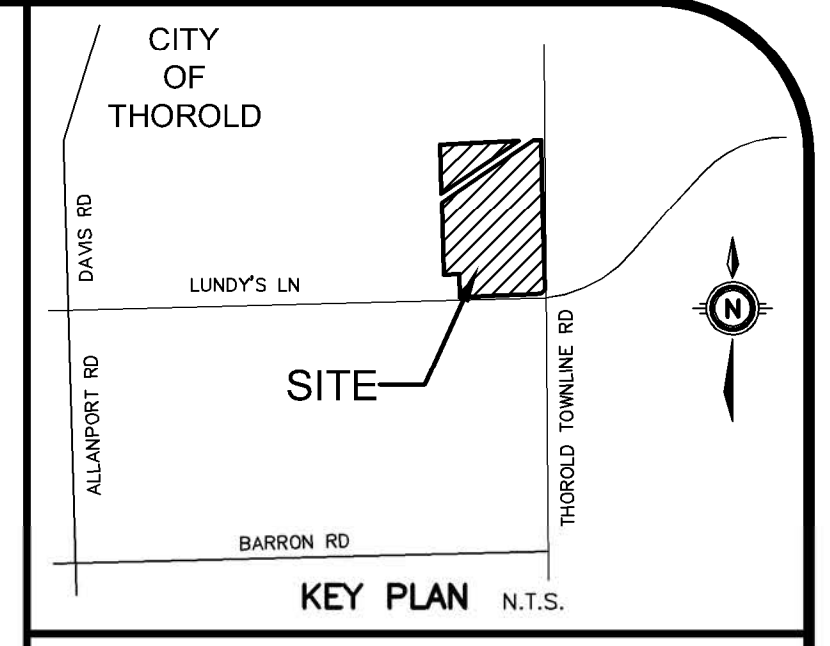 CITY
OF
THOROLD
DAVIS RD
LUNDY'S LN
N
SITE
THOROLD TOWNLINE RD
ALLANPORT RD
BARRON RD
KEY PLAN N.T.S.